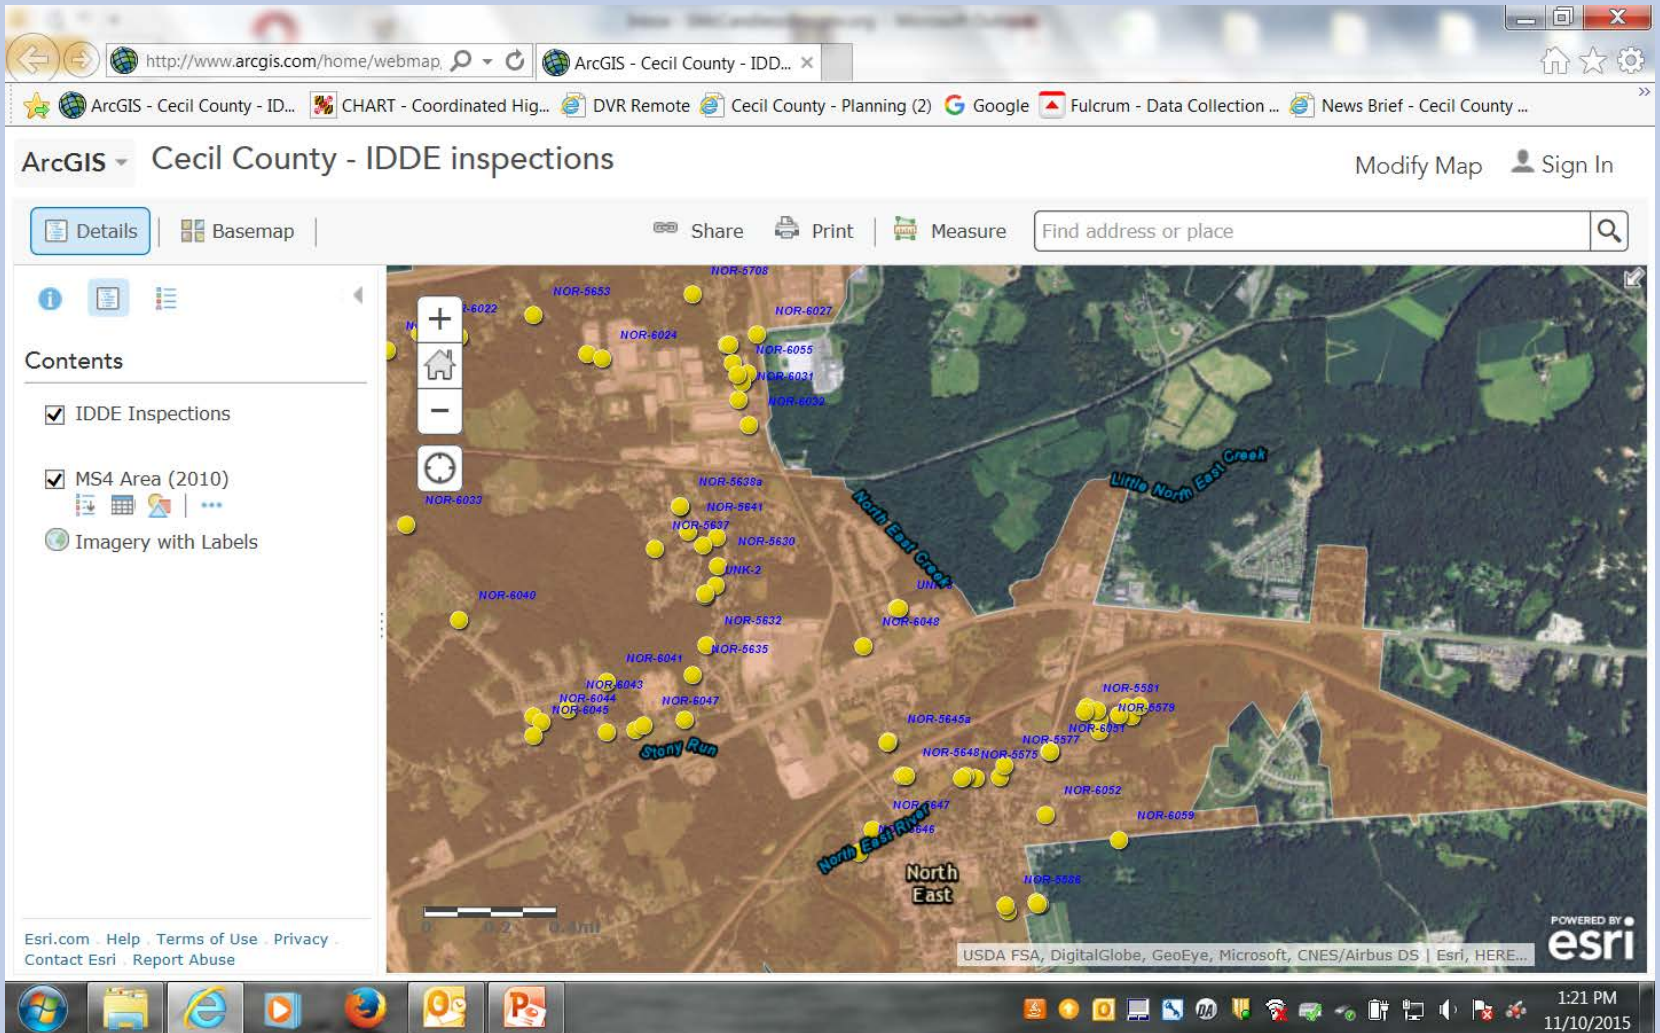 http://www.arcgis.com/home/webmap
ArcGIS - Cecil County - IDD...
ArcGIS - Cecil County - ID...
CHART - Coordinated Hig...
DVR Remote
Cecil County - Planning (2)
Google
Fulcrum - Data Collection ...
News Brief - Cecil County ...
ArcGIS
Cecil County - IDDE inspections
Modify Map
Sign In
Details
Basemap
Share
Print
Measure
Find address or place
Contents
IDDE Inspections
MS4 Area (2010)
Imagery with Labels
Esri.com . Help . Terms of Use . Privacy .
Contact Esri . Report Abuse
NOR-5708
NOR-5653
NOR-6027
NOR-6024
NOR-6055
NOR-6031
NOR-6032
NOR-6033
NOR-5638a
NOR-5641
NOR-5637
NOR-5630
UNK-2
NOR-6040
NOR-5632
NOR-5635
NOR-6048
NOR-6041
NOR-6043
NOR-6044
NOR-6045
NOR-6047
NOR-5581
NOR-5579
NOR-6051
NOR-5645a
NOR-5577
NOR-5648
NOR-5575
NOR-6052
NOR-6059
NOR-5586
North East Creek
Little North East Creek
Stony Run
North East River
North
East
0 0.2 0.4mi
USDA FSA, DigitalGlobe, GeoEye, Microsoft, CNES/Airbus DS | Esri, HERE...
POWERED BY
esri
1:21 PM
11/10/2015